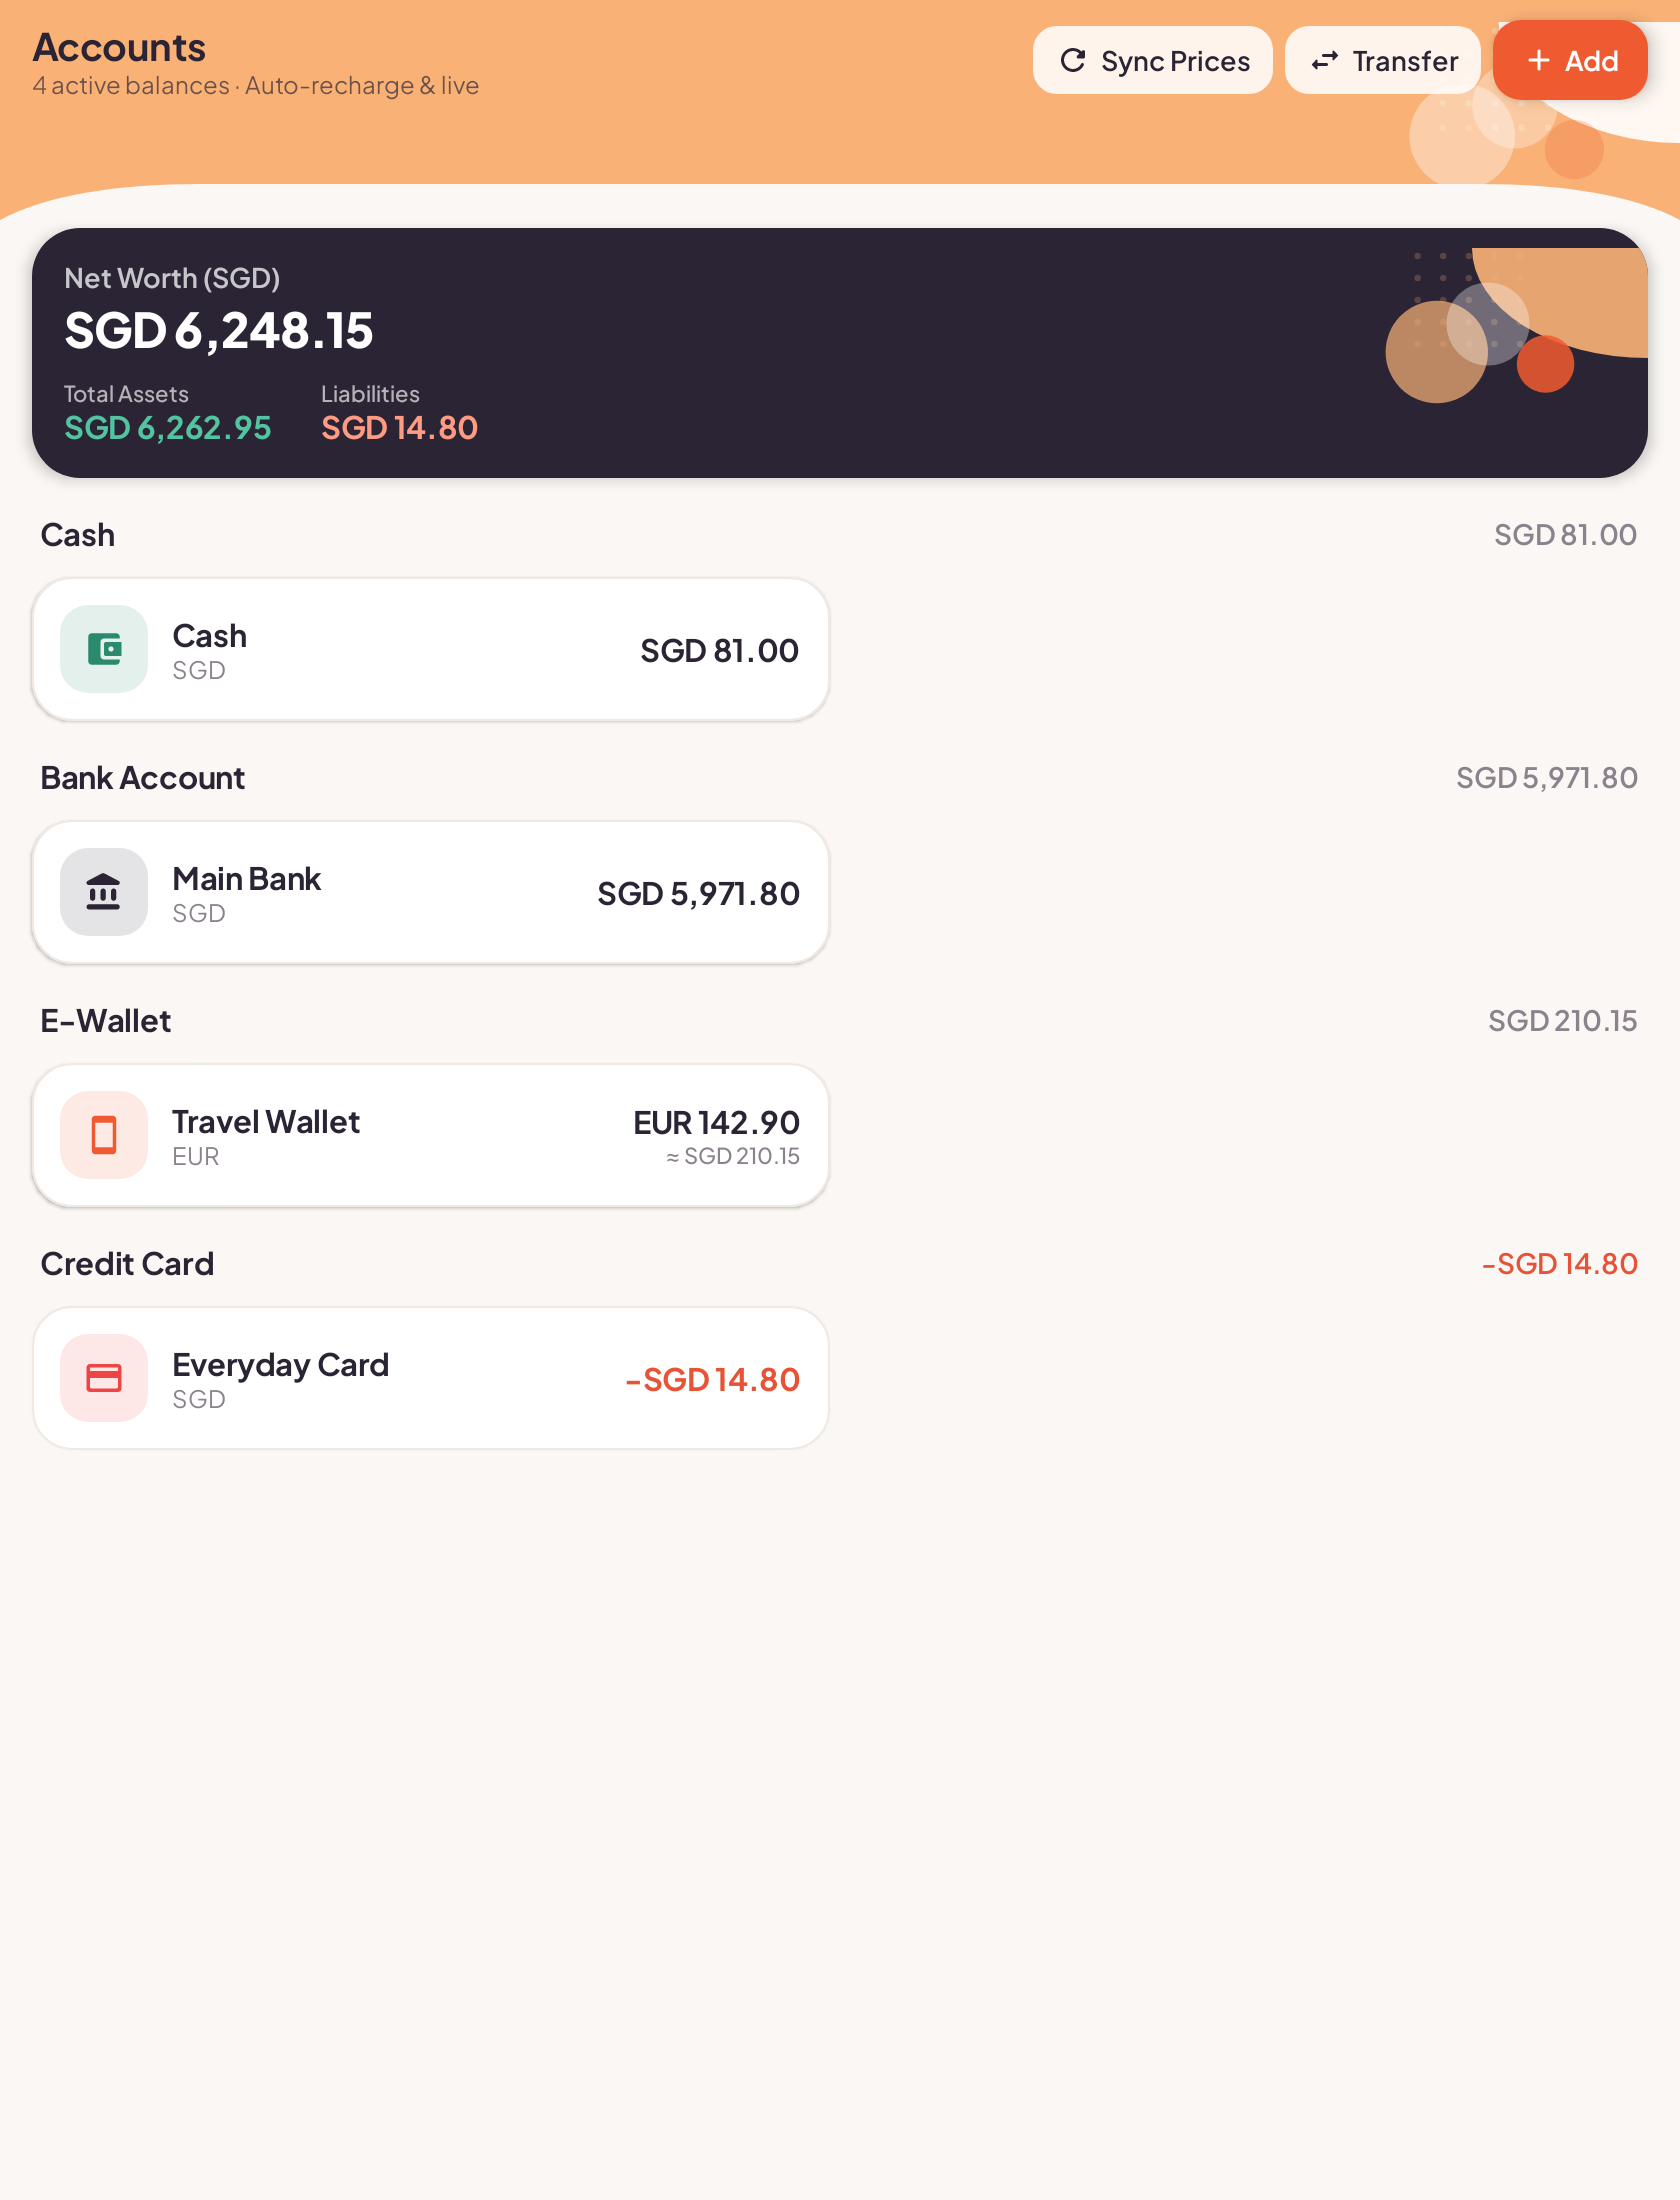 Accounts
4 active balances · Auto-recharge & live
Sync Prices
Transfer
+ Add
Net Worth (SGD)
SGD 6,248.15
Total Assets
Liabilities
SGD 6,262.95
SGD 14.80
Cash
SGD 81.00
Cash
SGD 81.00
SGD
Bank Account
SGD 5,971.80
Main Bank
SGD 5,971.80
SGD
E-Wallet
SGD 210.15
Travel Wallet
EUR 142.90
EUR
≈ SGD 210.15
Credit Card
-SGD 14.80
Everyday Card
-SGD 14.80
SGD